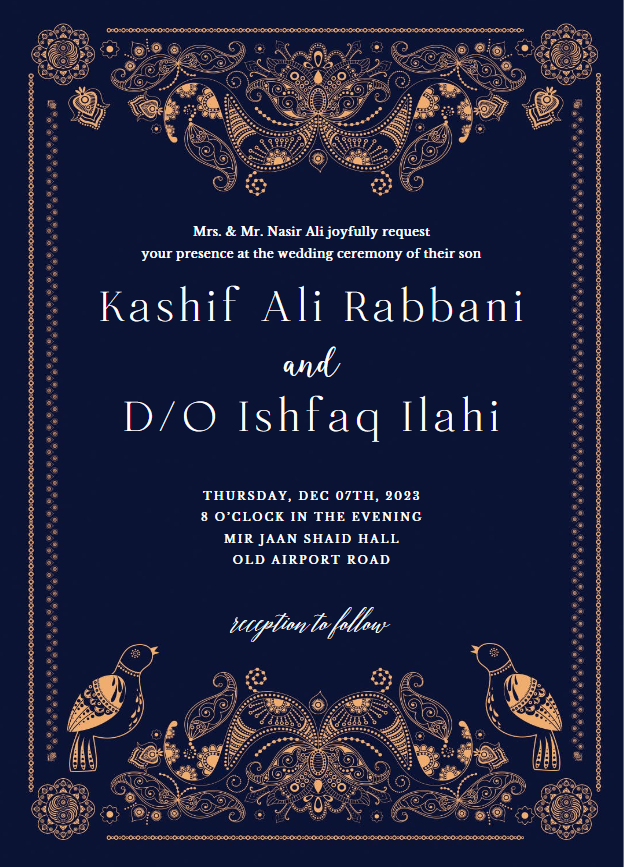 Mrs. & Mr. Nasir Ali joyfully request
your presence at the wedding ceremony of their son
Kashif Ali Rabbani
and
D/O Ishfaq Ilahi
THURSDAY, DEC 07TH, 2023
8 O'CLOCK IN THE EVENING
MIR JAAN SHAID HALL
OLD AIRPORT ROAD
reception to follow